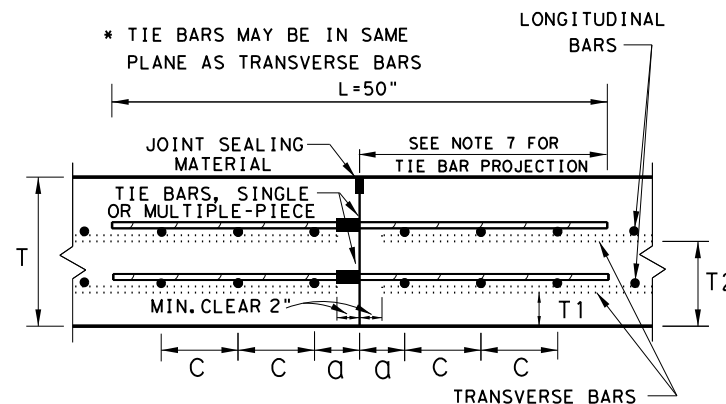 * TIE BARS MAY BE IN SAME
PLANE AS TRANSVERSE BARS
LONGITUDINAL
BARS
L=50"
JOINT SEALING
MATERIAL
SEE NOTE 7 FOR
TIE BAR PROJECTION
TIE BARS, SINGLE
OR MULTIPLE-PIECE
T
T2
MIN. CLEAR 2"
T1
C
C
a
a
C
C
TRANSVERSE BARS